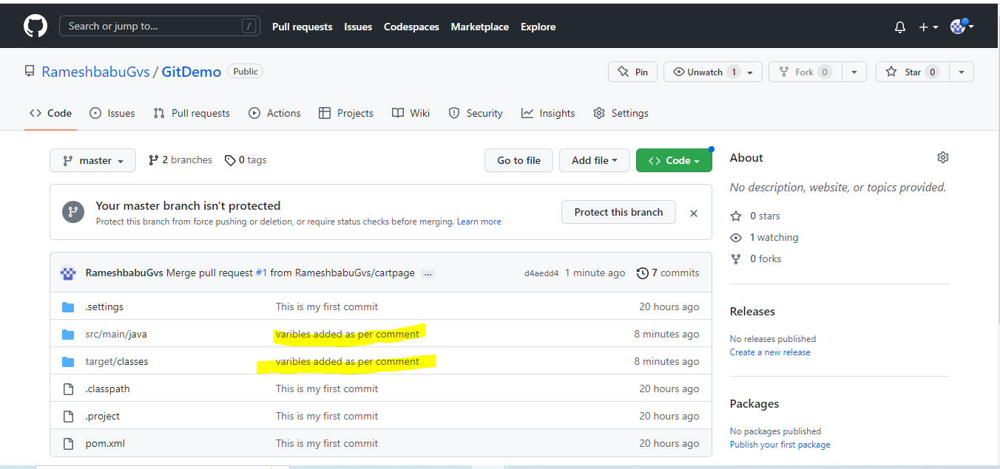 Search or jump to... /
Pull requests Issues Codespaces Marketplace Explore
RameshbabuGvs / GitDemo Public
Pin Unwatch 1 Fork 0 Star 0
Code Issues Pull requests Actions Projects Wiki Security Insights Settings
master 2 branches 0 tags Go to file Add file Code
Your master branch isn't protected
Protect this branch from force pushing or deletion, or require status checks before merging. Learn more
Protect this branch
RameshbabuGvs Merge pull request #1 from RameshbabuGvs/cartpage ... d4aedd4 1 minute ago 7 commits
.settings This is my first commit 20 hours ago
src/main/java varibles added as per comment 8 minutes ago
target/classes varibles added as per comment 8 minutes ago
.classpath This is my first commit 20 hours ago
.project This is my first commit 20 hours ago
pom.xml This is my first commit 20 hours ago
About
No description, website, or topics provided.
0 stars
1 watching
0 forks
Releases
No releases published
Create a new release
Packages
No packages published
Publish your first package